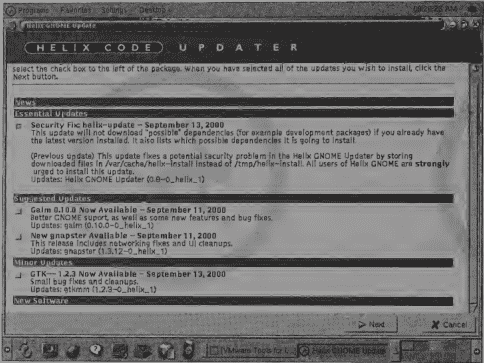 Programs Favorites Settings Desktop
Helix GNOME Update
HELIX CODE UPDATER
select the check box to the left of the package. When you have selected all of the updates you wish to install, click the
Next button.
News
Essential Updates
Security Fix: helix-update – September 13, 2000
This update will not download "possible" dependencies (for example development packages) if you already have
the latest version installed. It also lists which possible dependencies it is going to install.
(Previous update) This update fixes a potential security problem in the Helix GNOME Updater by storing
downloaded files in /var/cache/helix-install instead of /tmp/helix-install. All users of Helix GNOME are strongly
urged to install this update.
Updates: Helix GNOME Updater (0.6-0_helix_1)
Suggested Updates
Gaim 0.10.0 Now Available – September 11, 2000
Better GNOME suport, as well as some new features and bug fixes.
Updates: gaim (0.10.0-0_helix_1)
New gnapster Available – September 11, 2000
This release includes networking fixes and UI cleanups.
Updates: gnapster (1.3.12-0_helix_1)
Minor Updates
GTK-- 1.2.3 Now Available – September 13, 2000
Small bug fixes and cleanups.
Updates: gtkmm (1.2.3-0_helix_1)
New Software
Next Cancel
[VMware Tools for L... Helix GNOME Update